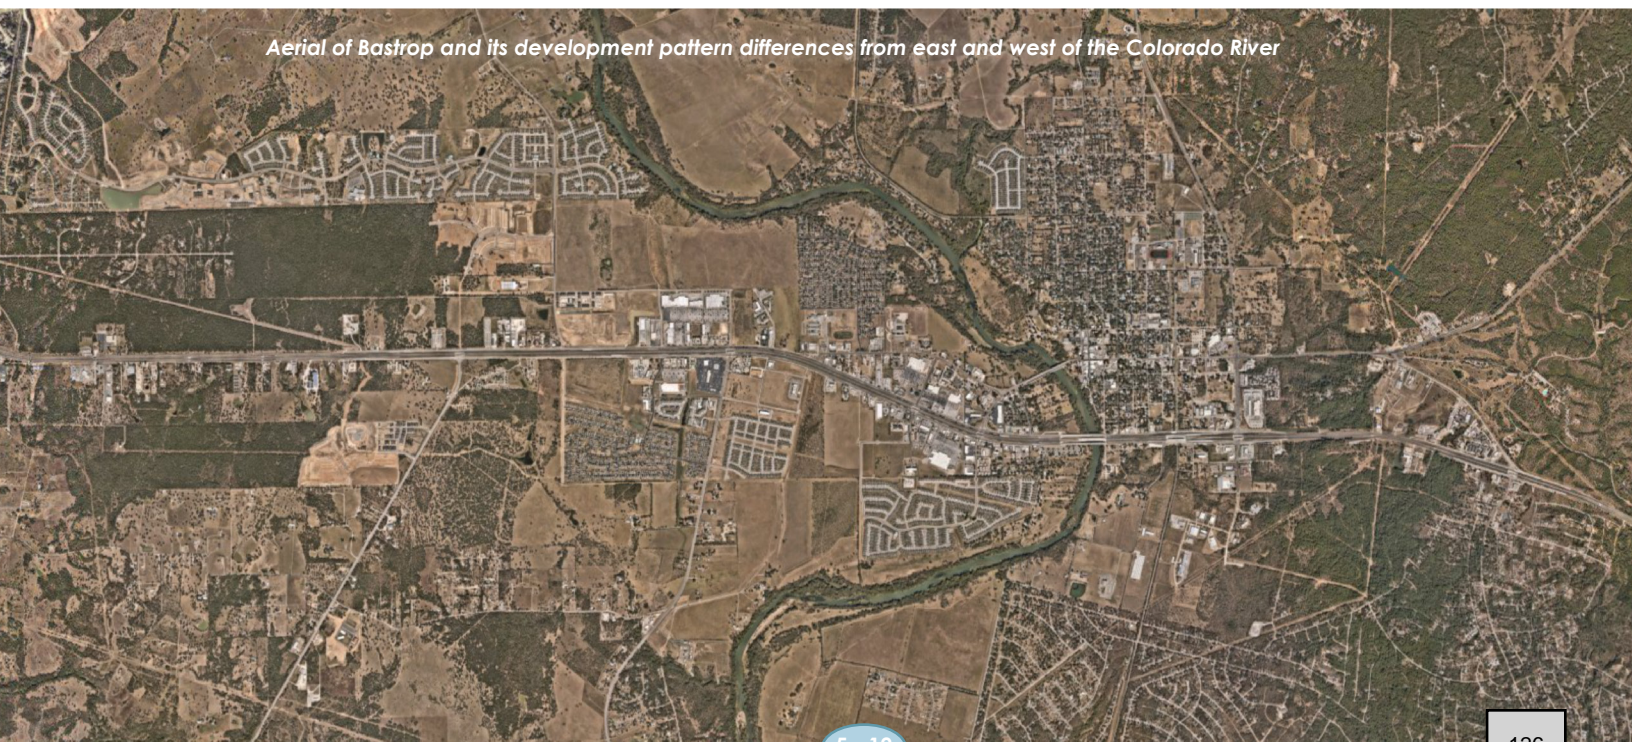 Aerial of Bastrop and its development pattern differences from east and west of the Colorado River